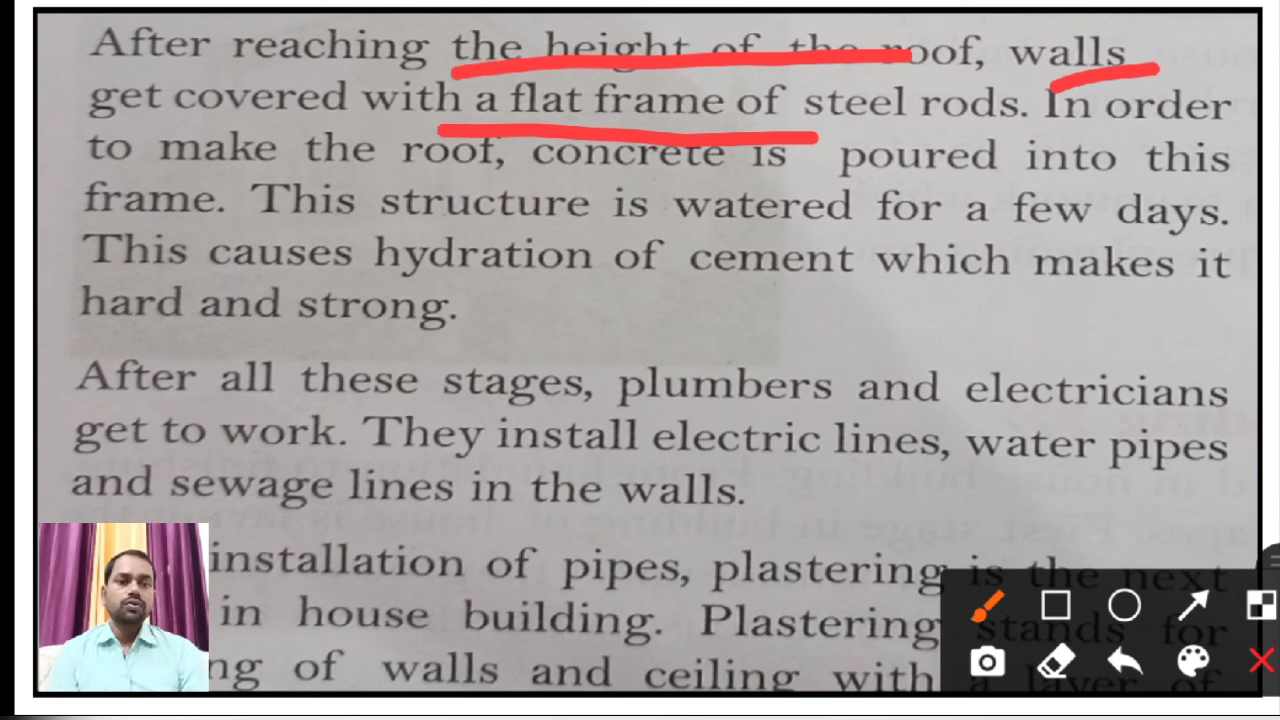 After reaching the height of the roof, walls
get covered with a flat frame of steel rods. In order
to make the roof, concrete is poured into this
frame. This structure is watered for a few days.
This causes hydration of cement which makes it
hard and strong.
After all these stages, plumbers and electricians
get to work. They install electric lines, water pipes
and sewage lines in the walls.
installation of pipes, plastering is the next
in house building. Plastering stands for
of walls and ceiling with a layer of